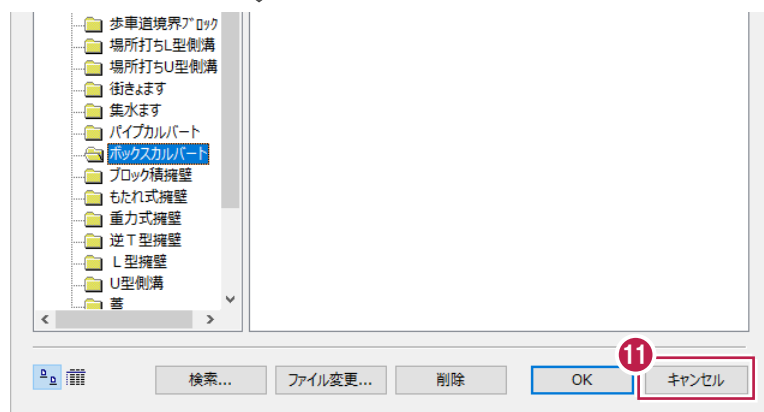 歩車道境界ﾌﾞﾛｯｸ
場所打ちL型側溝
場所打ちU型側溝
街きょます
集水ます
パイプカルバート
ボックスカルバート
ブロック積擁壁
もたれ式擁壁
重力式擁壁
逆Ｔ型擁壁
Ｌ型擁壁
U型側溝
蓋
11
検索... ファイル変更... 削除 OK キャンセル